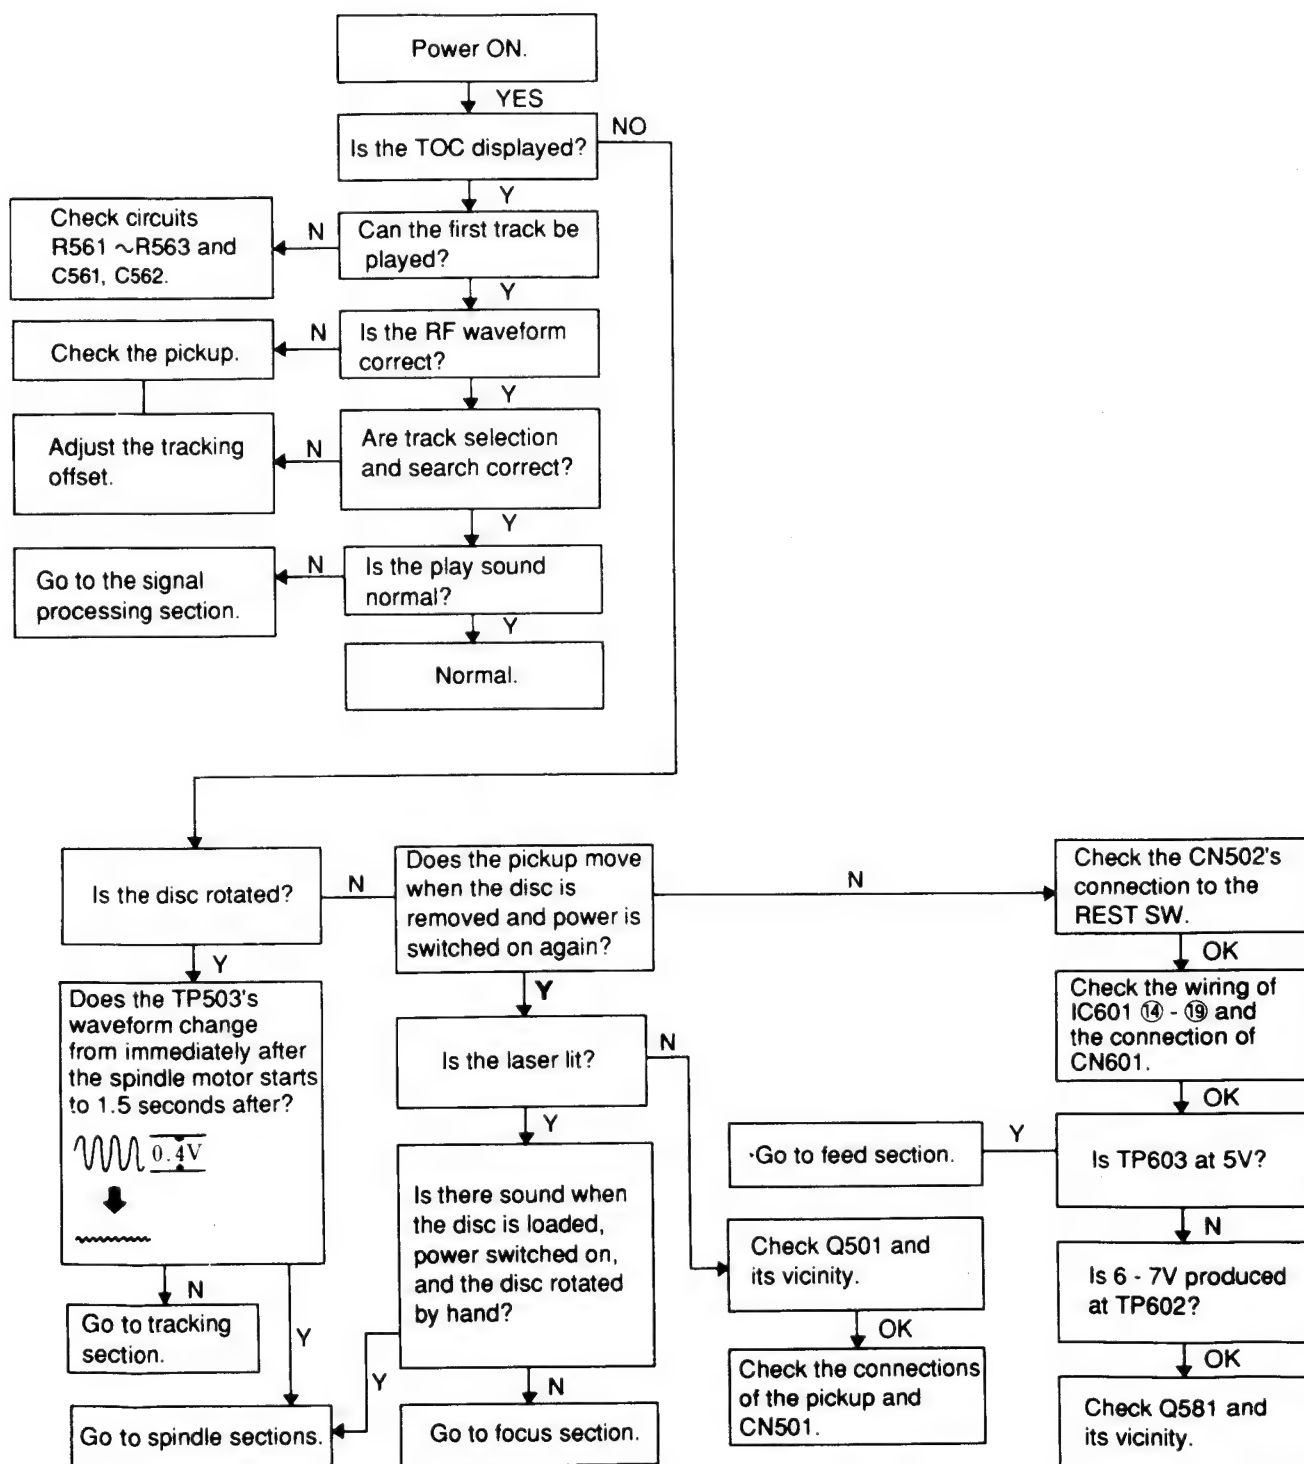 Power ON.
YES
Is the TOC displayed?
NO
Y
Check circuits
R561 ~R563 and
C561, C562.
N
Can the first track be
played?
Y
Check the pickup.
N
Is the RF waveform
correct?
Y
Adjust the tracking
offset.
N
Are track selection
and search correct?
Y
Go to the signal
processing section.
N
Is the play sound
normal?
Y
Normal.
Is the disc rotated?
N
Does the pickup move
when the disc is
removed and power is
switched on again?
N
Check the CN502's
connection to the
REST SW.
Y
Y
OK
Does the TP503's
waveform change
from immediately after
the spindle motor starts
to 1.5 seconds after?
0.4V
Is the laser lit?
N
Check the wiring of
IC601 ⑭ - ⑲ and
the connection of
CN601.
Y
OK
Is there sound when
the disc is loaded,
power switched on,
and the disc rotated
by hand?
Go to feed section.
Y
Is TP603 at 5V?
N
Check Q501 and
its vicinity.
Is 6 - 7V produced
at TP602?
N
Go to tracking
section.
Y
Y
N
OK
OK
Go to spindle sections.
Go to focus section.
Check the connections
of the pickup and
CN501.
Check Q581 and
its vicinity.